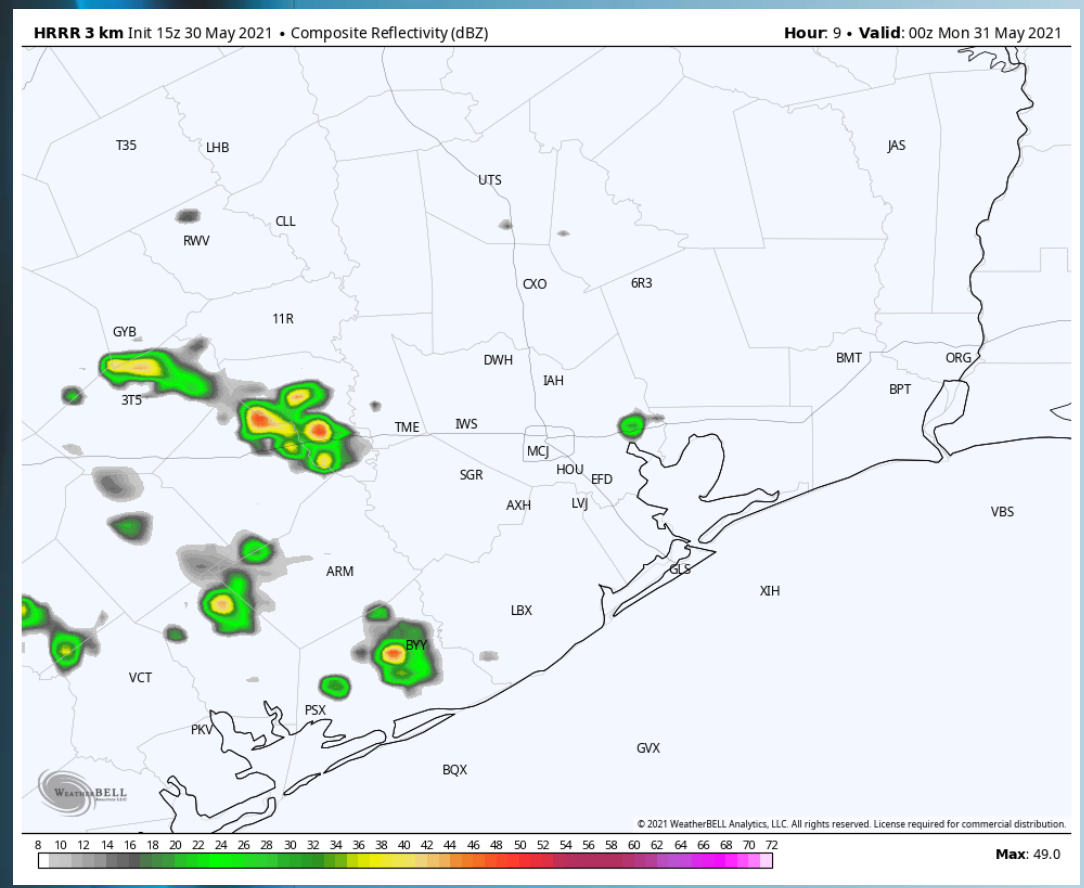 HRRR 3 km Init 15z 30 May 2021 • Composite Reflectivity (dBZ)
Hour: 9 • Valid: 00z Mon 31 May 2021
T35
LHB
JAS
UTS
CLL
RWV
CXO
6R3
11R
GYB
DWH
BMT
ORG
IAH
BPT
3T5
TME
IWS
MCJ
HOU
SGR
EFD
AXH
LVJ
VBS
ARM
GLS
XIH
LBX
BYY
VCT
PSX
PKV
GVX
BQX
WEATHERBELL
Analytics LLC
© 2021 WeatherBELL Analytics, LLC. All rights reserved. License required for commercial distribution.
8 10 12 14 16 18 20 22 24 26 28 30 32 34 36 38 40 42 44 46 48 50 52 54 56 58 60 62 64 66 68 70 72
Max: 49.0